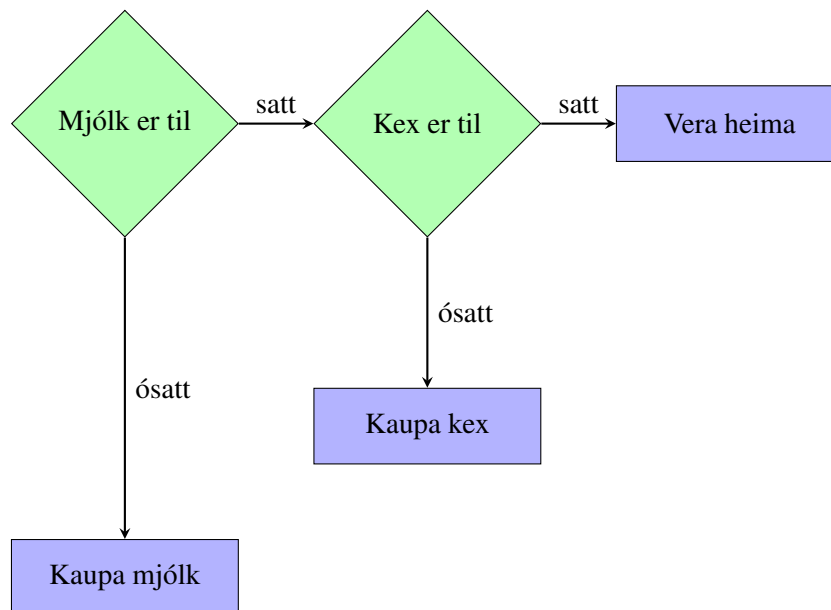 Mjólk er til
satt
Kex er til
satt
Vera heima
ósatt
Kaupa kex
ósatt
Kaupa mjólk